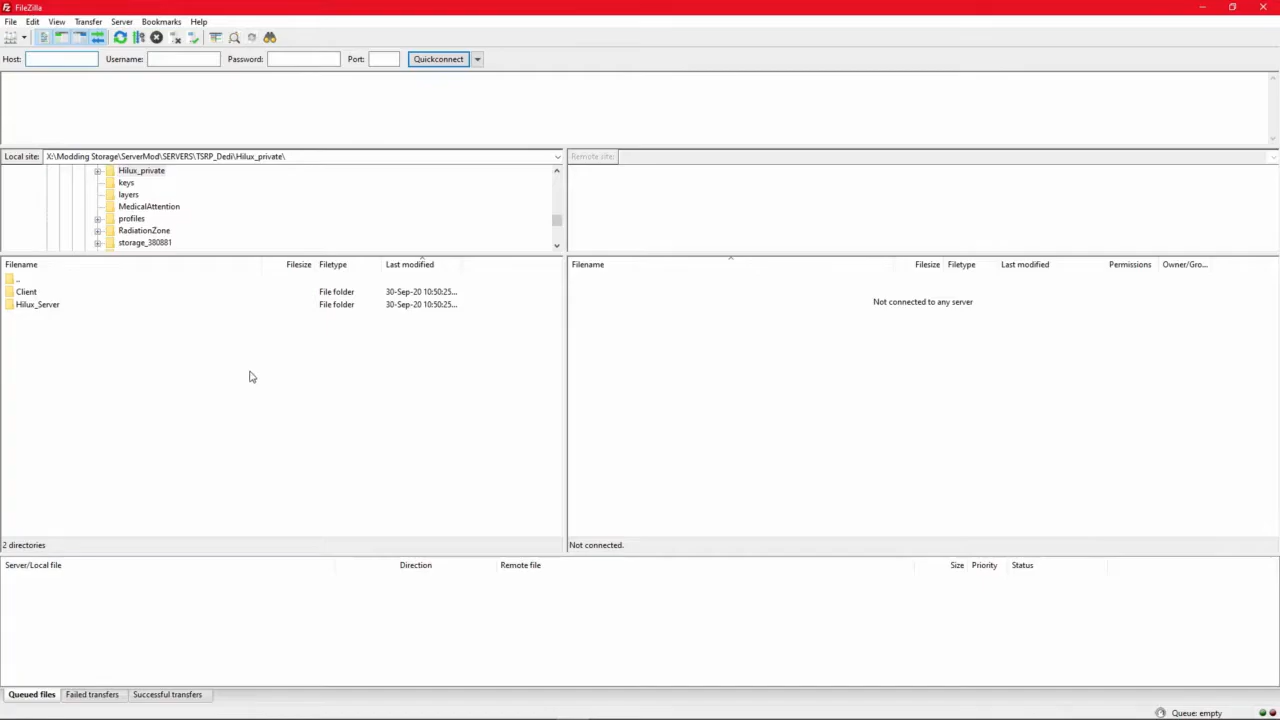 FileZilla
File Edit View Transfer Server Bookmarks Help
Host: Username: Password: Port: Quickconnect
Local site: X:\Modding Storage\ServerMod\SERVERS\TSRP_Dedi\Hilux_private\
Remote site:
Hilux_private
keys
layers
MedicalAttention
profiles
RadiationZone
storage_380881
Filename Filesize Filetype Last modified
..
Client File folder 30-Sep-20 10:50:25...
Hilux_Server File folder 30-Sep-20 10:50:25...
2 directories
Filename Filesize Filetype Last modified Permissions Owner/Gro...
Not connected to any server
Not connected.
Server/Local file Direction Remote file Size Priority Status
Queued files Failed transfers Successful transfers
Queue: empty